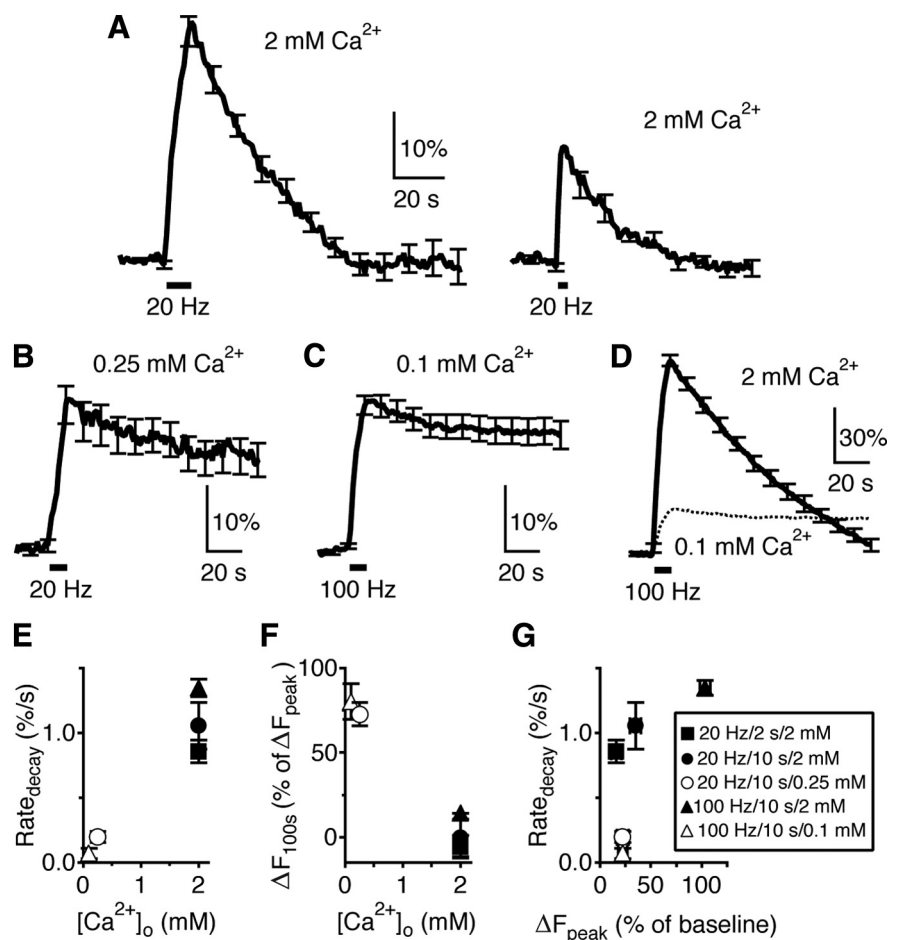 A
2 mM Ca2+
10%
20 s
20 Hz
2 mM Ca2+
20 Hz
B
0.25 mM Ca2+
10%
20 s
20 Hz
C
0.1 mM Ca2+
10%
20 s
100 Hz
D
2 mM Ca2+
30%
20 s
0.1 mM Ca2+
100 Hz
E
Ratedecay (%/s)
1.0
0.0
0 1 2
[Ca2+]o (mM)
F
ΔF100s (% of ΔFpeak)
100
50
0
0 1 2
[Ca2+]o (mM)
G
Ratedecay (%/s)
1.0
0.0
0 50 100
ΔFpeak (% of baseline)
20 Hz/2 s/2 mM
20 Hz/10 s/2 mM
20 Hz/10 s/0.25 mM
100 Hz/10 s/2 mM
100 Hz/10 s/0.1 mM